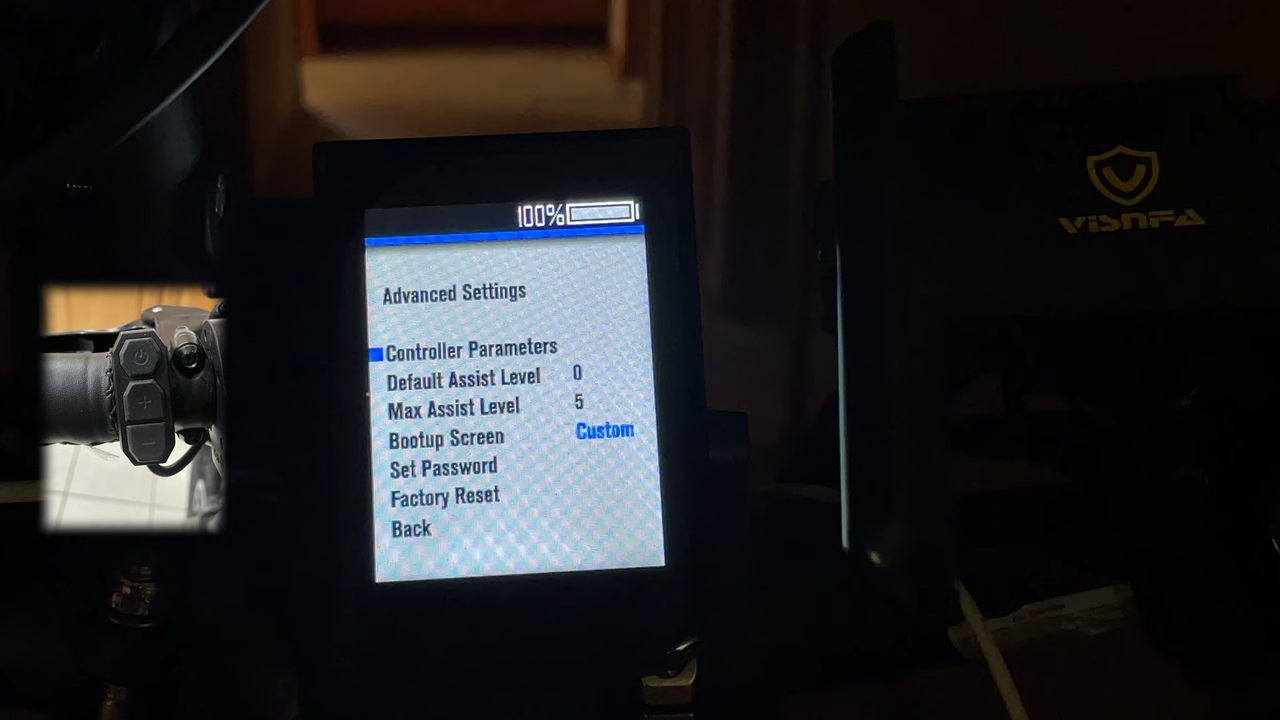 100%
Advanced Settings
Controller Parameters
Default Assist Level 0
Max Assist Level 5
Bootup Screen Custom
Set Password
Factory Reset
Back
VISNFA